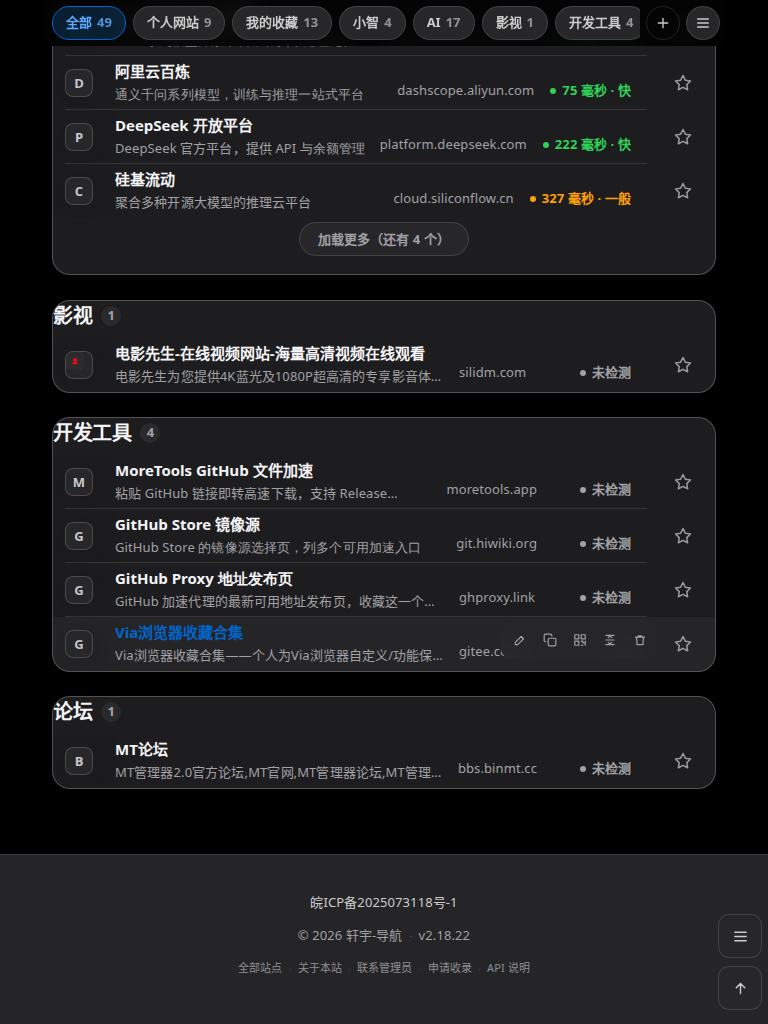 全部 49 个人网站 9 我的收藏 13 小智 4 AI 17 影视 1 开发工具 4
D 阿里云百炼
通义千问系列模型，训练与推理一站式平台 dashscope.aliyun.com 75 毫秒 · 快
P DeepSeek 开放平台
DeepSeek 官方平台，提供 API 与余额管理 platform.deepseek.com 222 毫秒 · 快
C 硅基流动
聚合多种开源大模型的推理云平台 cloud.siliconflow.cn 327 毫秒 · 一般
加载更多（还有 4 个）
影视 1
电影先生-在线视频网站-海量高清视频在线观看
电影先生为您提供4K蓝光及1080P超高清的专享影音体... silidm.com 未检测
开发工具 4
M MoreTools GitHub 文件加速
粘贴 GitHub 链接即转高速下载，支持 Release... moretools.app 未检测
G GitHub Store 镜像源
GitHub Store 的镜像源选择页，列多个可用加速入口 git.hiwiki.org 未检测
G GitHub Proxy 地址发布页
GitHub 加速代理的最新可用地址发布页，收藏这一个... ghproxy.link 未检测
G Via浏览器收藏合集
Via浏览器收藏合集——个人为Via浏览器自定义/功能保... gitee.c
论坛 1
B MT论坛
MT管理器2.0官方论坛,MT官网,MT管理器论坛,MT管理... bbs.binmt.cc 未检测
皖ICP备2025073118号-1
© 2026 轩宇-导航 · v2.18.22
全部站点 · 关于本站 · 联系管理员 · 申请收录 · API 说明